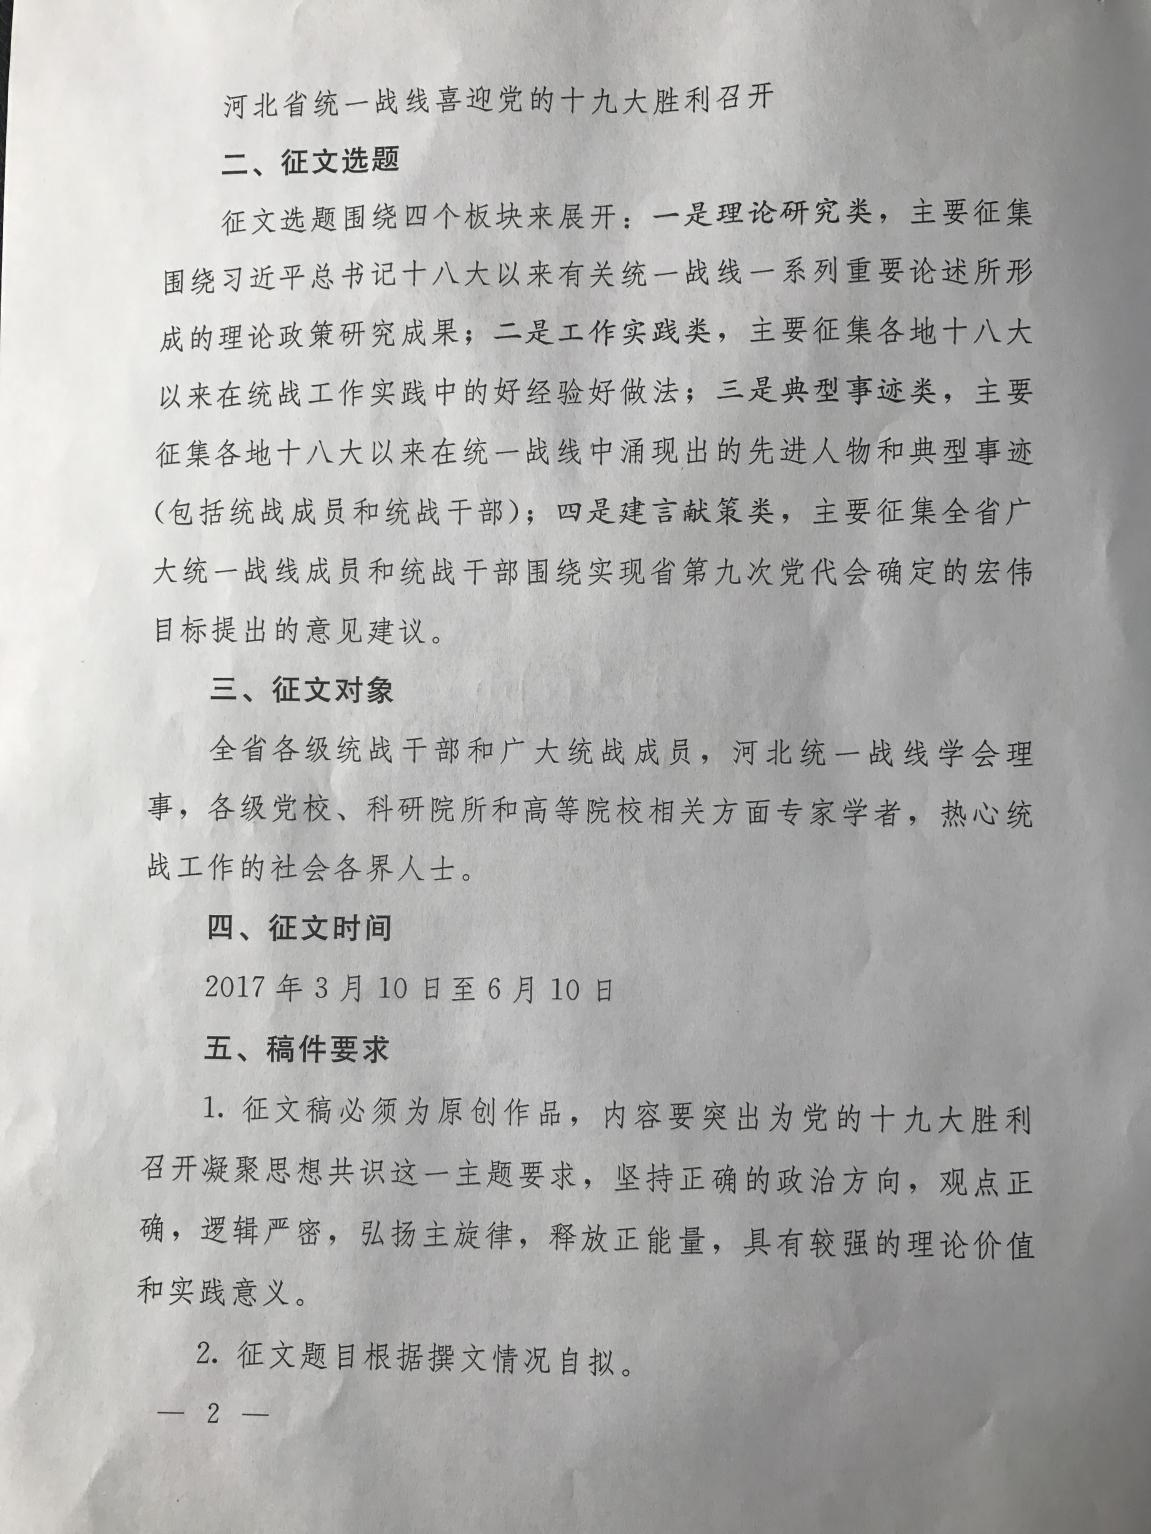 河北省统一战线喜迎党的十九大胜利召开
二、征文选题
征文选题围绕四个板块来展开：一是理论研究类，主要征集
围绕习近平总书记十八大以来有关统一战线一系列重要论述所形
成的理论政策研究成果；二是工作实践类，主要征集各地十八大
以来在统战工作实践中的好经验好做法；三是典型事迹类，主要
征集各地十八大以来在统一战线中涌现出的先进人物和典型事迹
（包括统战成员和统战干部）；四是建言献策类，主要征集全省广
大统一战线成员和统战干部围绕实现省第九次党代会确定的宏伟
目标提出的意见建议。
三、征文对象
全省各级统战干部和广大统战成员，河北统一战线学会理
事，各级党校、科研院所和高等院校相关方面专家学者，热心统
战工作的社会各界人士。
四、征文时间
2017 年 3 月 10 日至 6 月 10 日
五、稿件要求
1. 征文稿必须为原创作品，内容要突出为党的十九大胜利
召开凝聚思想共识这一主题要求，坚持正确的政治方向，观点正
确，逻辑严密，弘扬主旋律，释放正能量，具有较强的理论价值
和实践意义。
2. 征文题目根据撰文情况自拟。
— 2 —